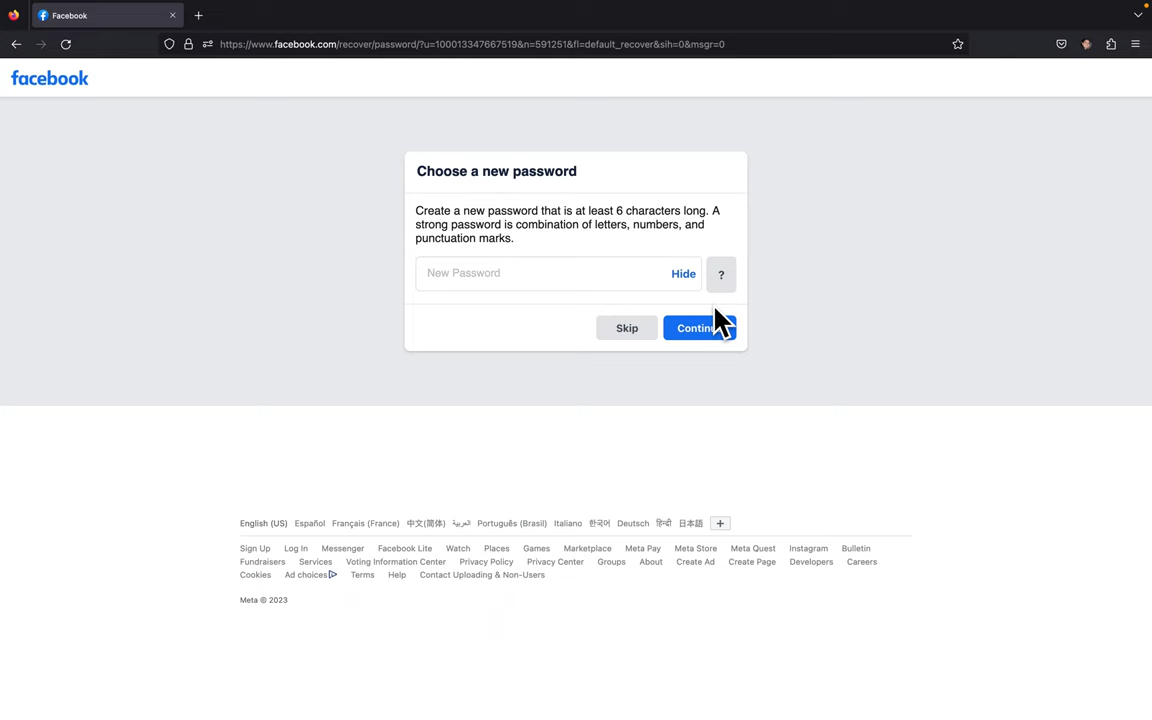 Facebook
https://www.facebook.com/recover/password/?u=100013347667519&n=591251&fl=default_recover&sih=0&msgr=0
facebook
Choose a new password
Create a new password that is at least 6 characters long. A
strong password is combination of letters, numbers, and
punctuation marks.
New Password Hide ?
Skip
English (US) Español Français (France) 中文(简体) العربية Português (Brasil) Italiano 한국어 Deutsch हिन्दी 日本語
Sign Up Log In Messenger Facebook Lite Watch Places Games Marketplace Meta Pay Meta Store Meta Quest Instagram Bulletin
Fundraisers Services Voting Information Center Privacy Policy Privacy Center Groups About Create Ad Create Page Developers Careers
Cookies Ad choices Terms Help Contact Uploading & Non-Users
Meta © 2023